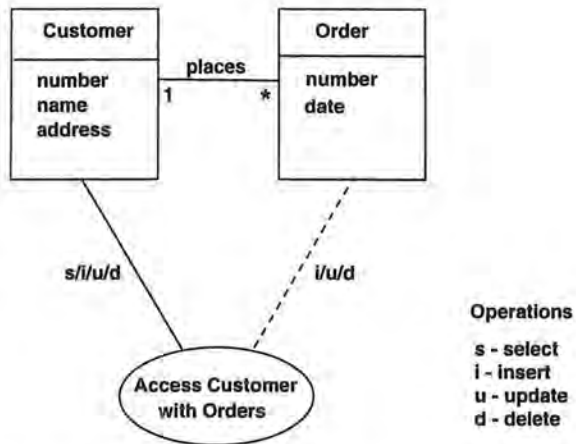 Customer
Order
places
number
name
address
1
*
number
date
s/i/u/d
i/u/d
Access Customer
with Orders
Operations
s - select
i - insert
u - update
d - delete